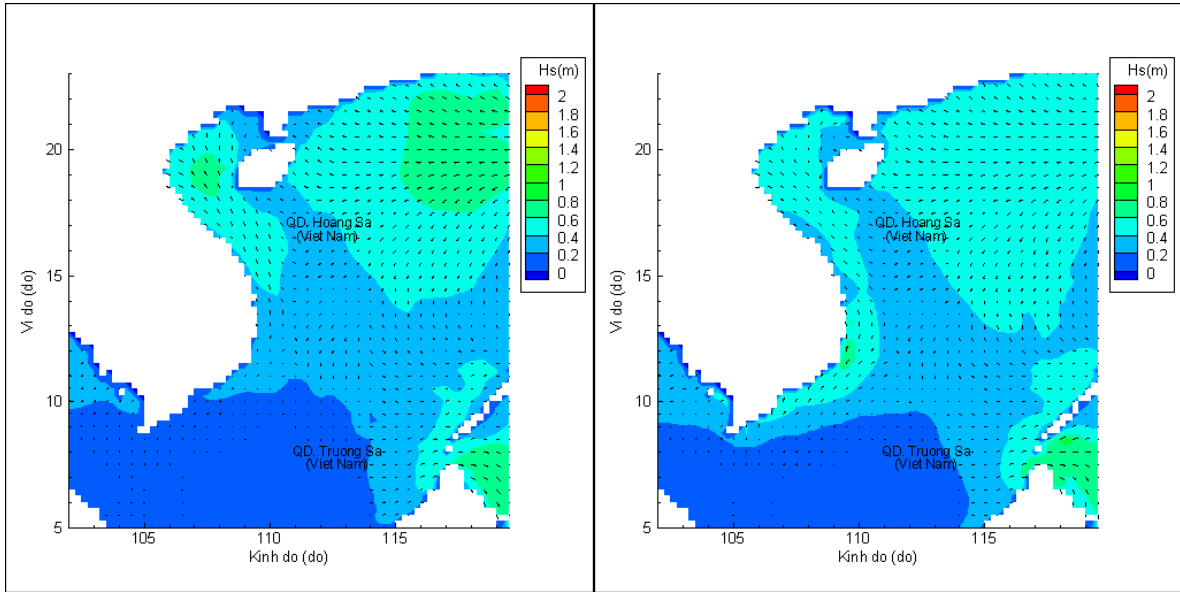 Hs(m)
2
1.8
1.6
1.4
1.2
1
0.8
0.6
0.4
0.2
0
20
15
10
5
Vi do (do)
QD. Hoang Sa
(Viet Nam)
QD. Truong Sa
(Viet Nam)
105
110
115
Kinh do (do)
Hs(m)
2
1.8
1.6
1.4
1.2
1
0.8
0.6
0.4
0.2
0
20
15
10
5
Vi do (do)
QD. Hoang Sa
(Viet Nam)
QD. Truong Sa
(Viet Nam)
105
110
115
Kinh do (do)